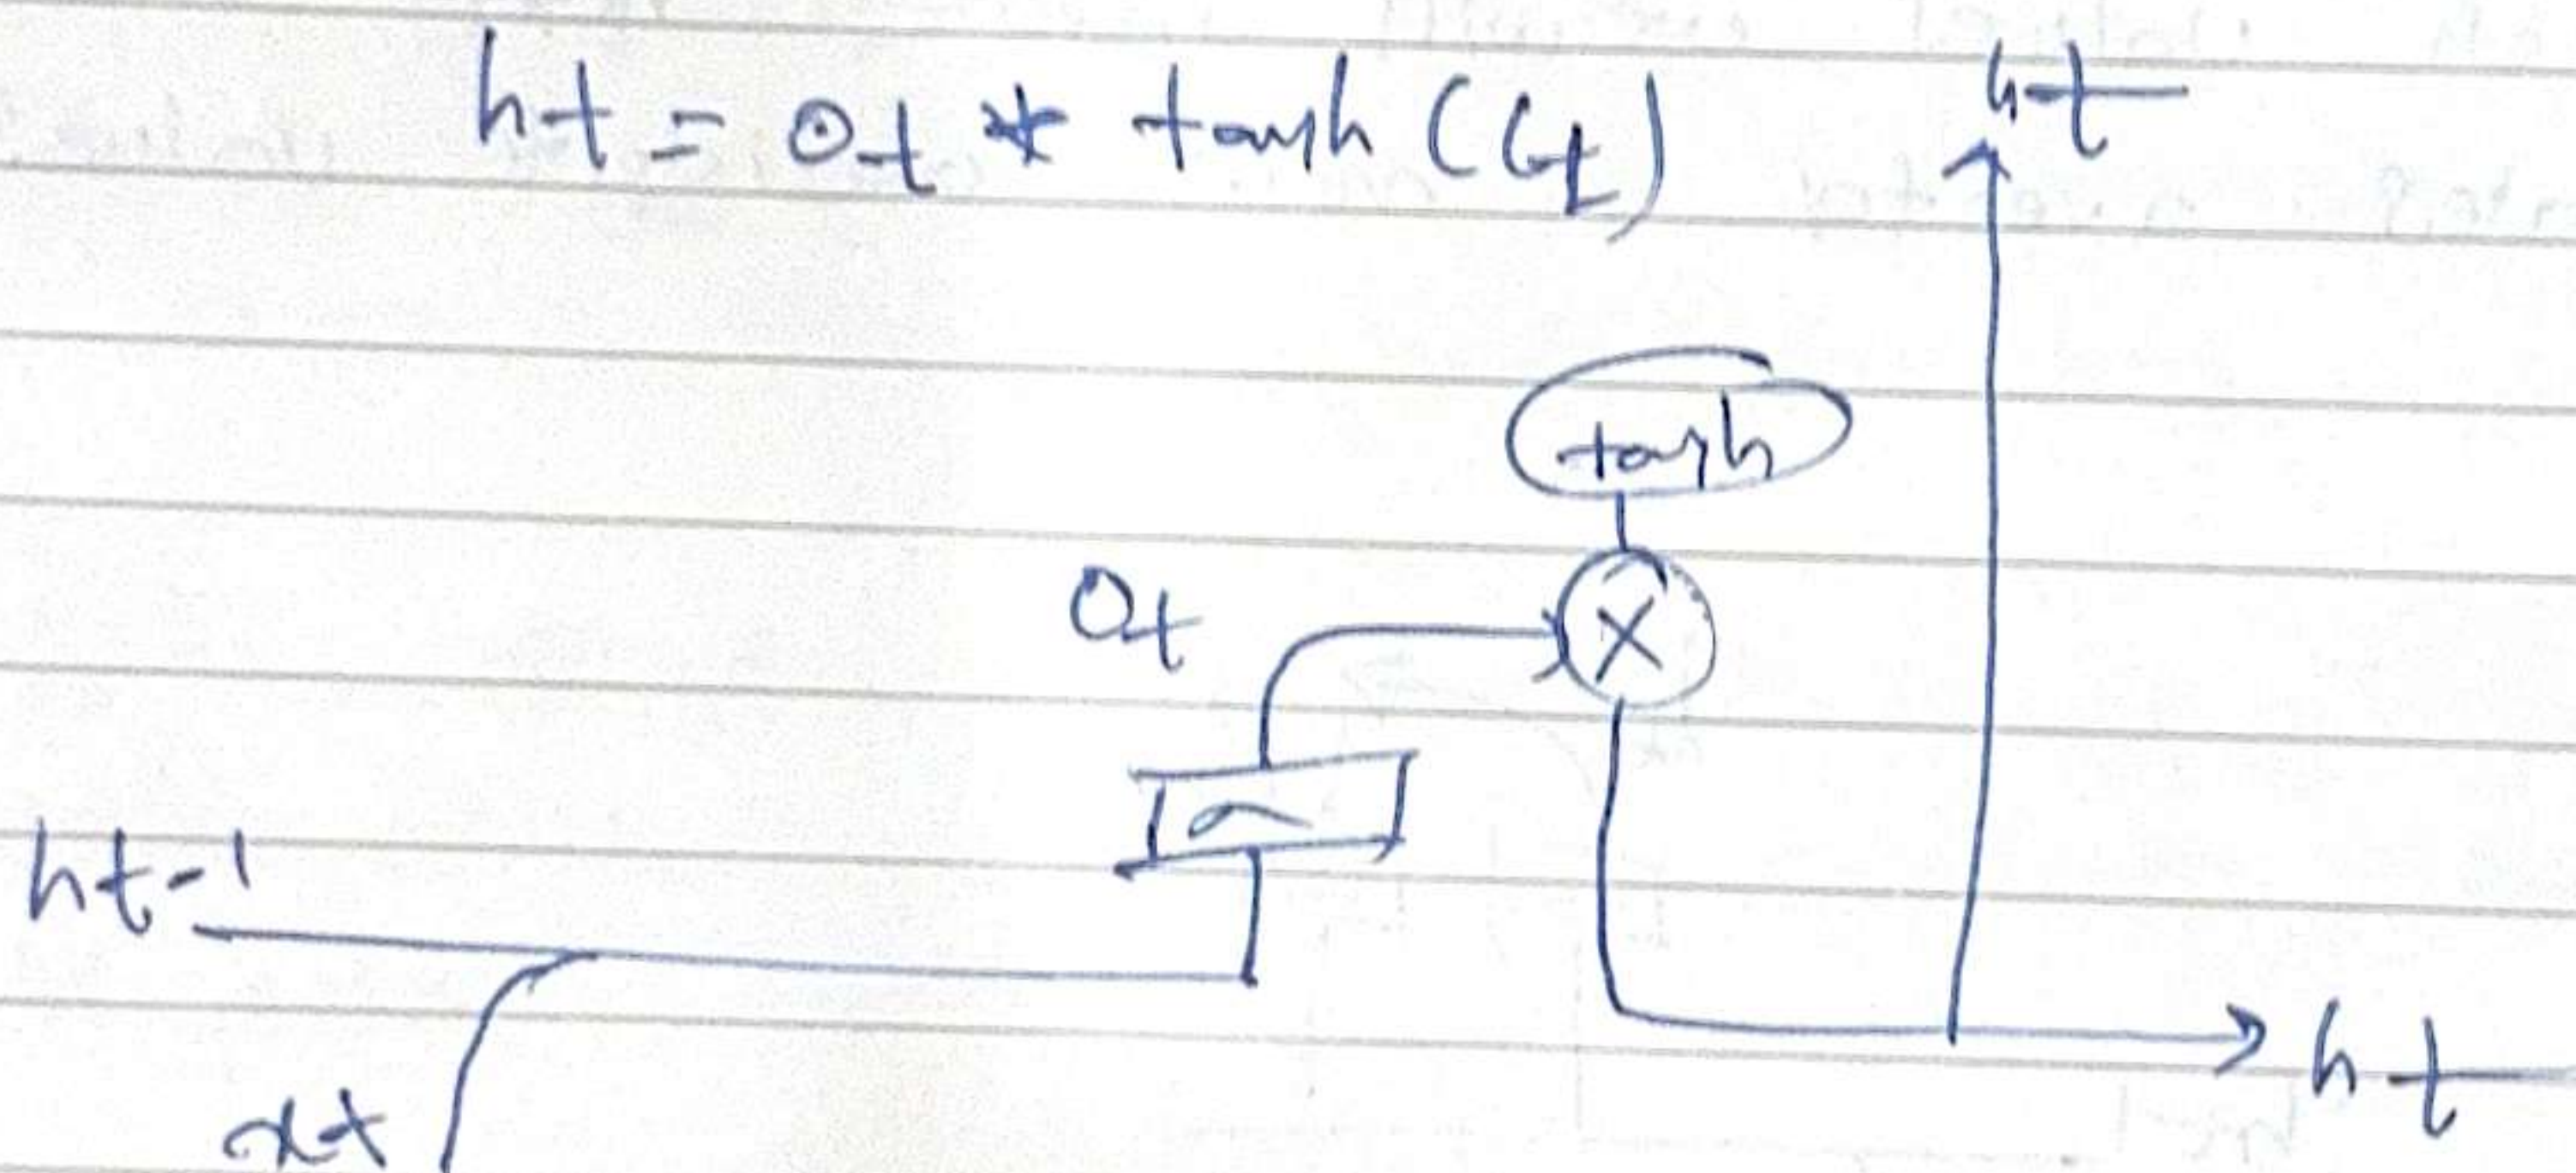 ht = ot * tanh (Ct)
ht
tanh
Ot
X
σ
ht-1
ht
xt